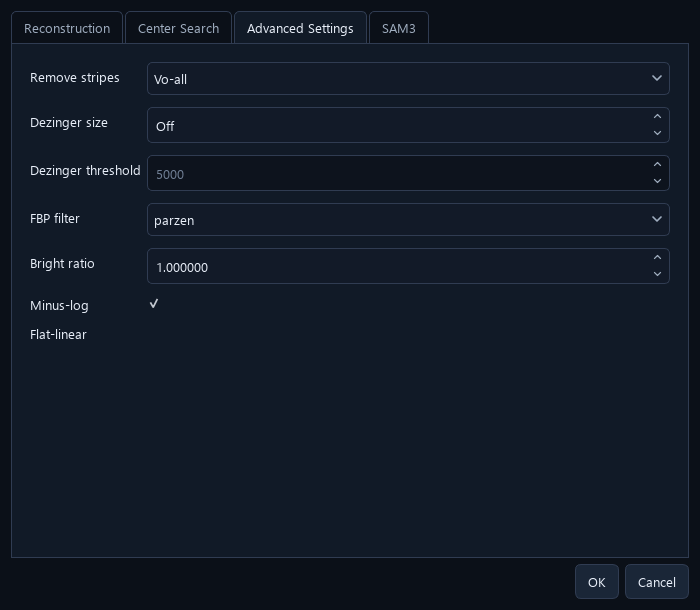 Reconstruction Center Search Advanced Settings SAM3
Remove stripes Vo-all
Dezinger size Off
Dezinger threshold 5000
FBP filter parzen
Bright ratio 1.000000
Minus-log
Flat-linear
OK Cancel